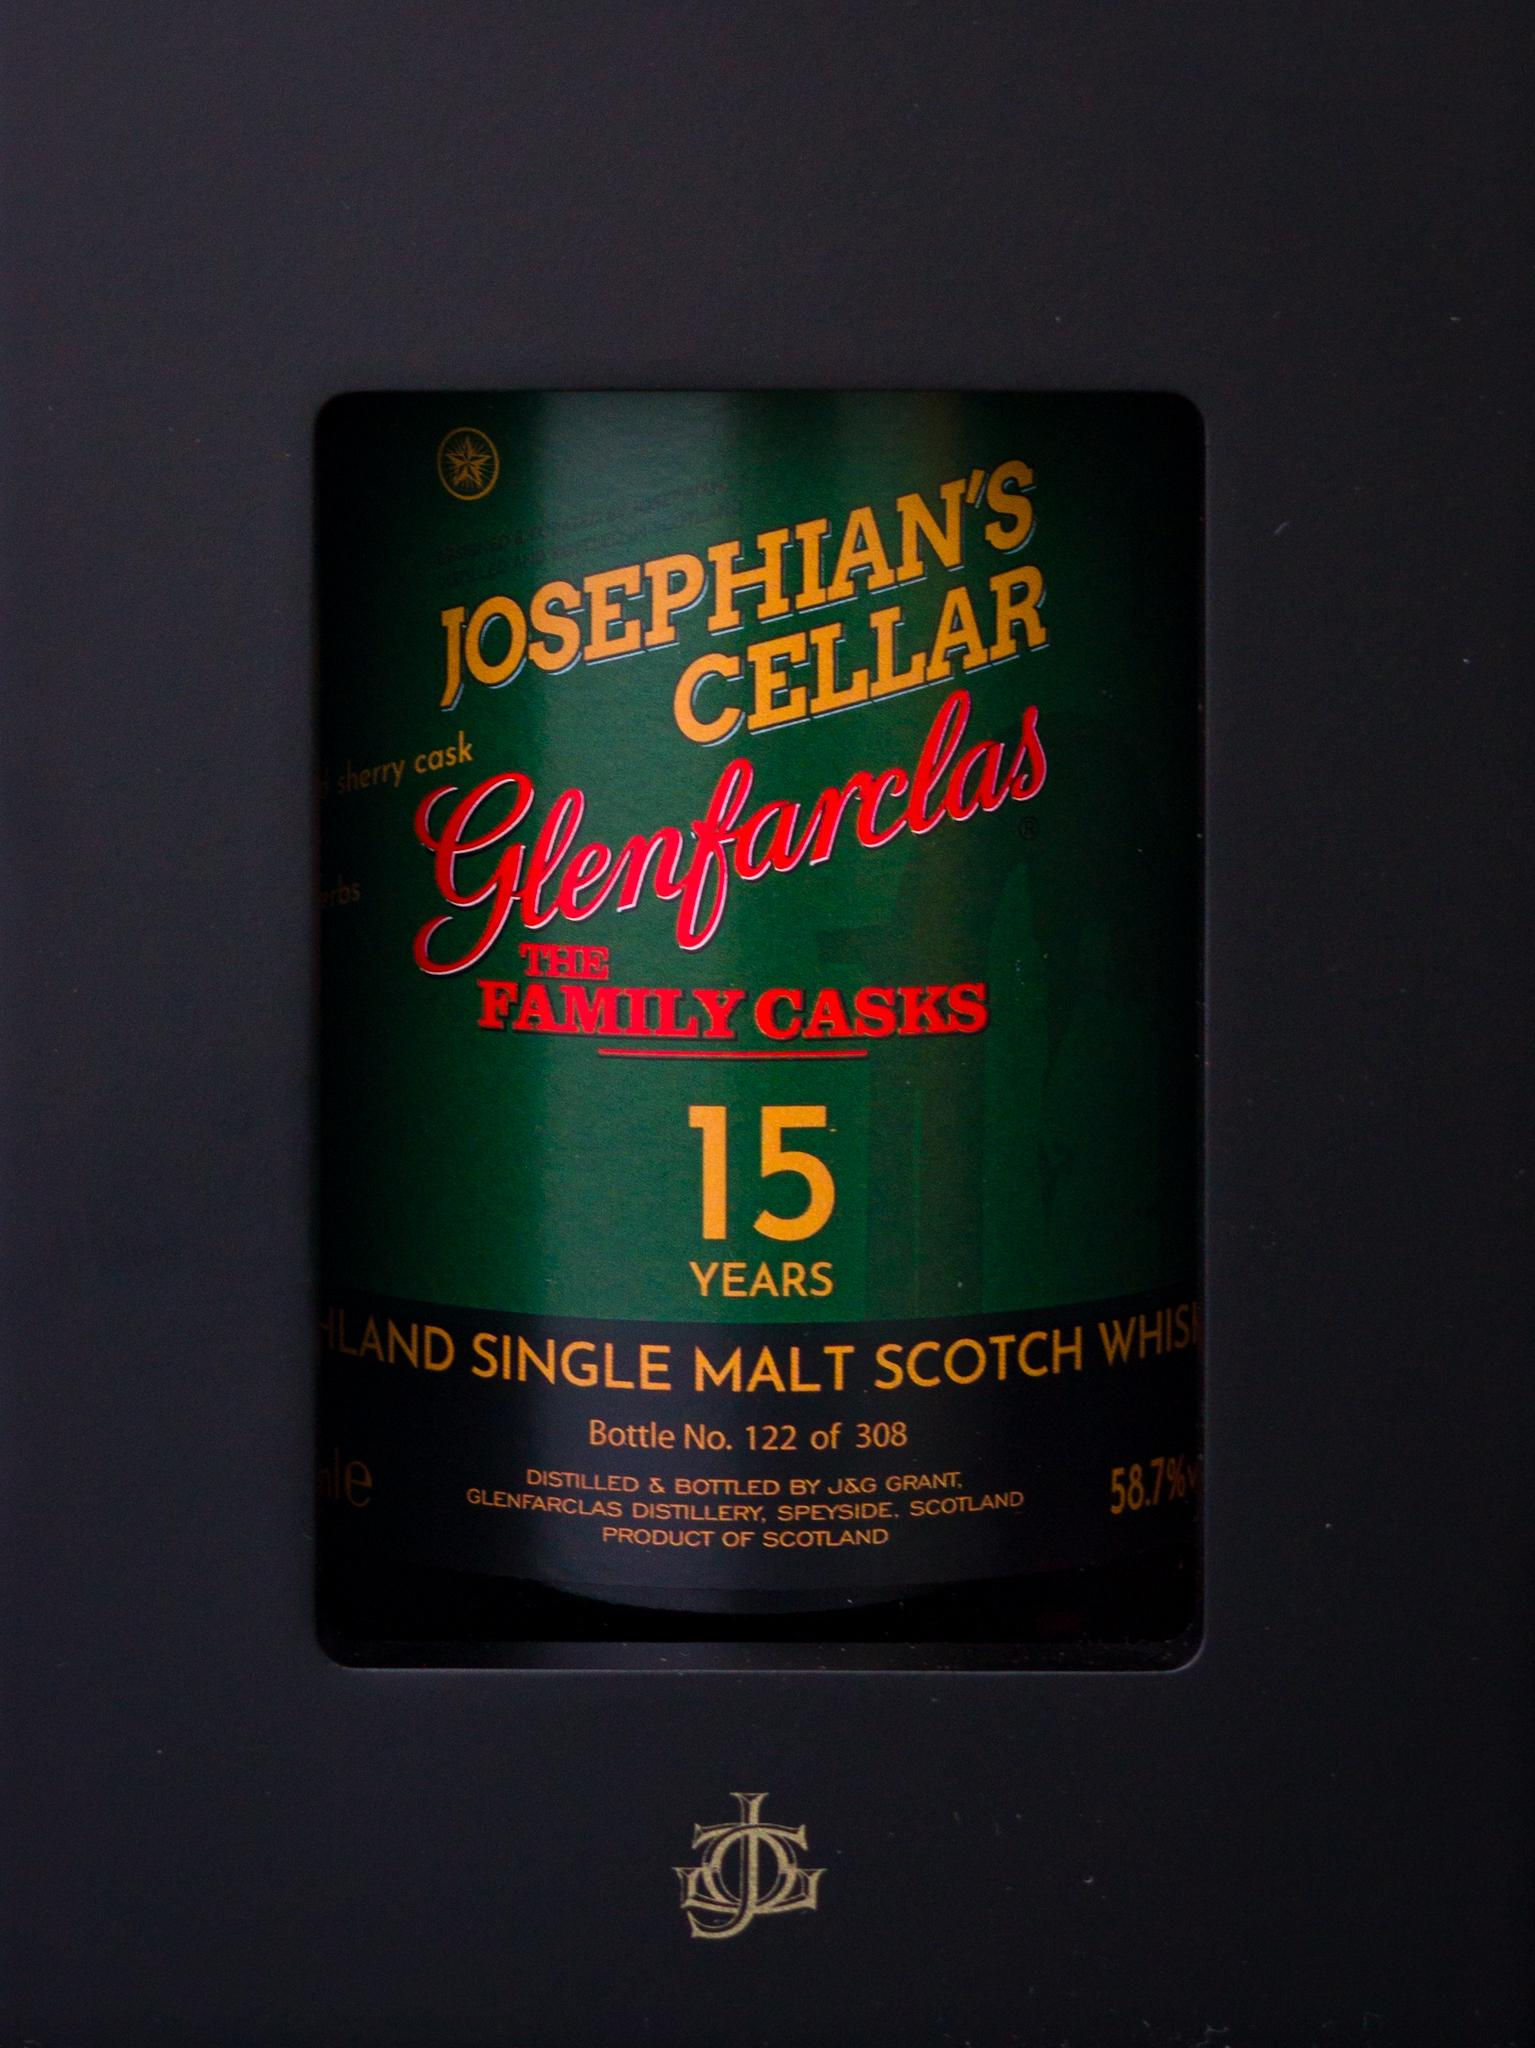 JOSEPHIAN'S
CELLAR
sherry cask
Glenfarclas
®
THE
FAMILY CASKS
15
YEARS
HLAND SINGLE MALT SCOTCH WHIS
Bottle No. 122 of 308
DISTILLED & BOTTLED BY J&G GRANT,
GLENFARCLAS DISTILLERY, SPEYSIDE, SCOTLAND
PRODUCT OF SCOTLAND
58.7%